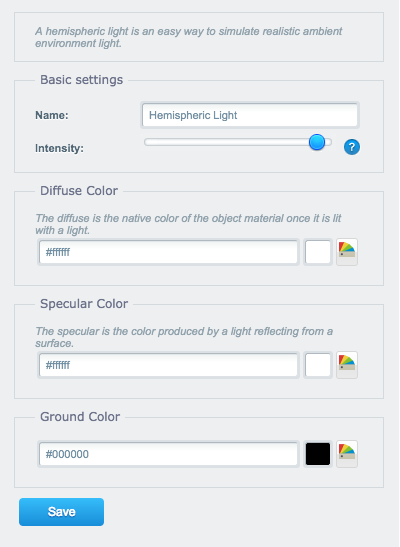 A hemispheric light is an easy way to simulate realistic ambient
environment light.
Basic settings
Name:
Hemispheric Light
Intensity:
?
Diffuse Color
The diffuse is the native color of the object material once it is lit
with a light.
#ffffff
Specular Color
The specular is the color produced by a light reflecting from a
surface.
#ffffff
Ground Color
#000000
Save